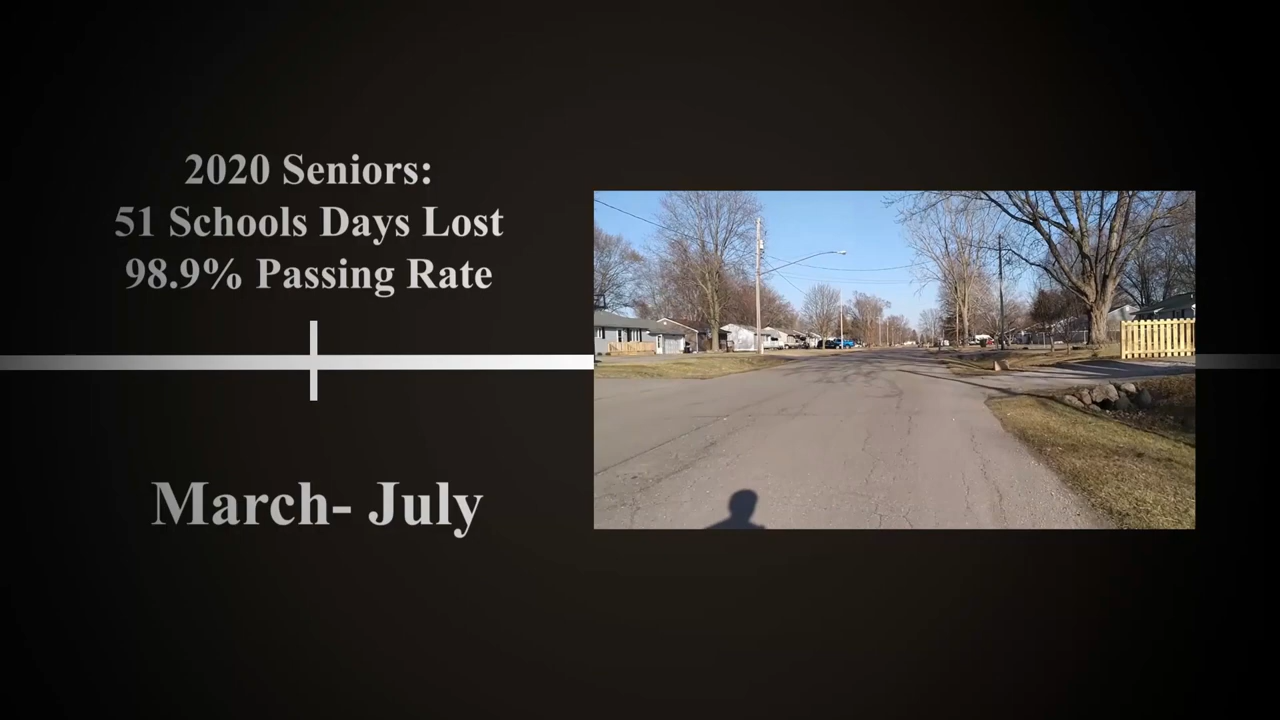 2020 Seniors:
51 Schools Days Lost
98.9% Passing Rate
March- July